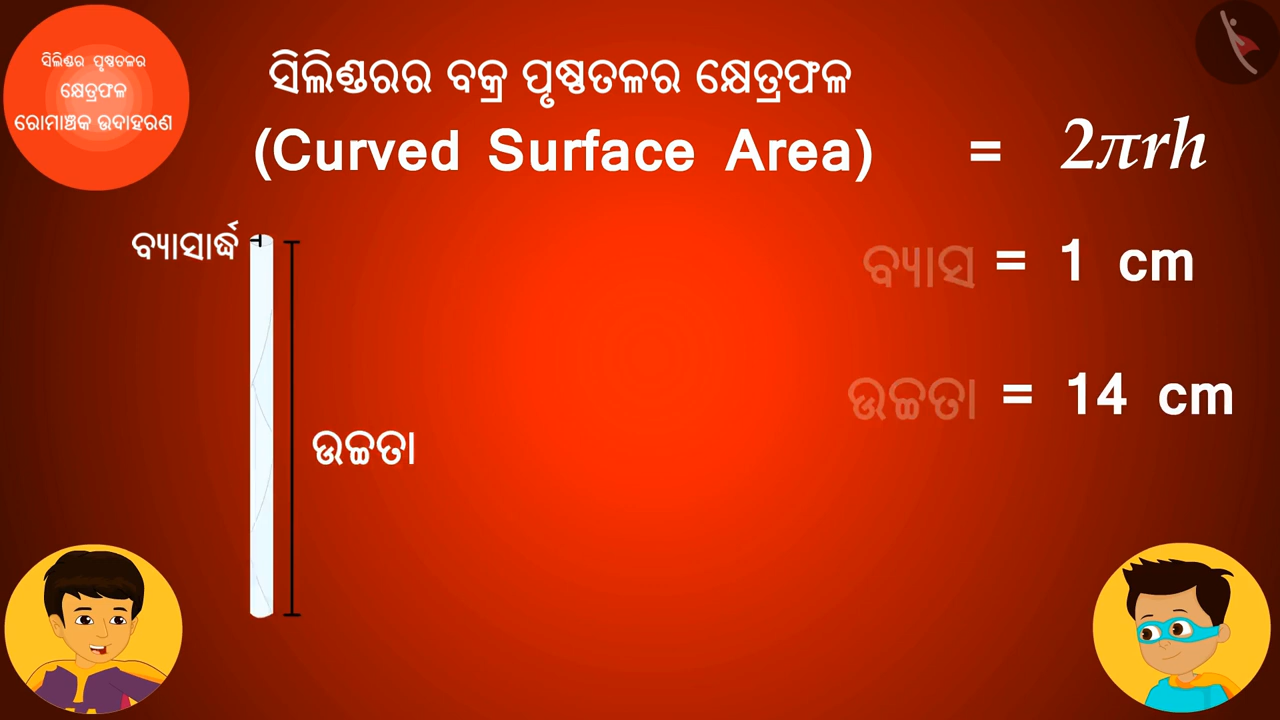 ସିଲିଣ୍ଡର ପୃଷ୍ଠତଳର
କ୍ଷେତ୍ରଫଳ
ରୋମାଞ୍ଚକ ଉଦାହରଣ
ସିଲିଣ୍ଡରର ବକ୍ର ପୃଷ୍ଠତଳର କ୍ଷେତ୍ରଫଳ
(Curved Surface Area) = 2πrh
ବ୍ୟାସାର୍ଦ୍ଧ
ବ୍ୟାସ = 1 cm
ଉଚ୍ଚତା = 14 cm
ଉଚ୍ଚତା